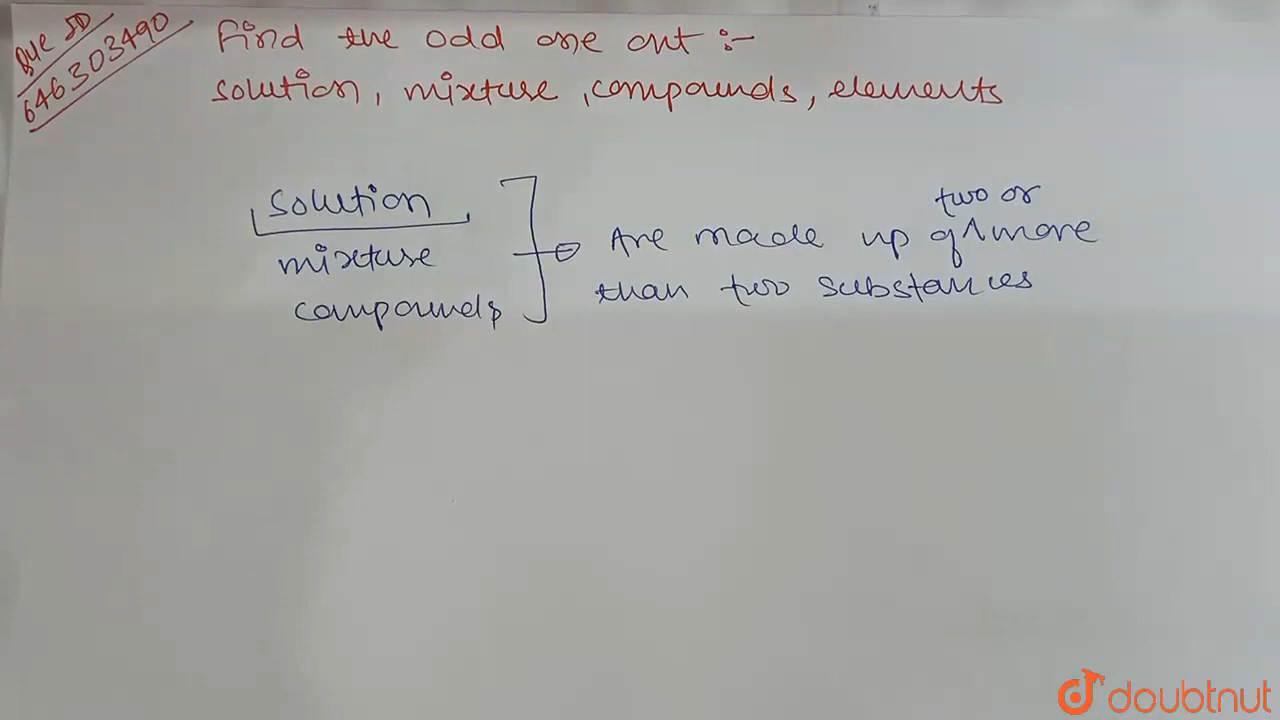 Que ID
646303490
Find the odd one out :-
solution, mixture, compounds, elements
solution
mixture
compounds
Are made up of two or more
than two substances
doubtnut